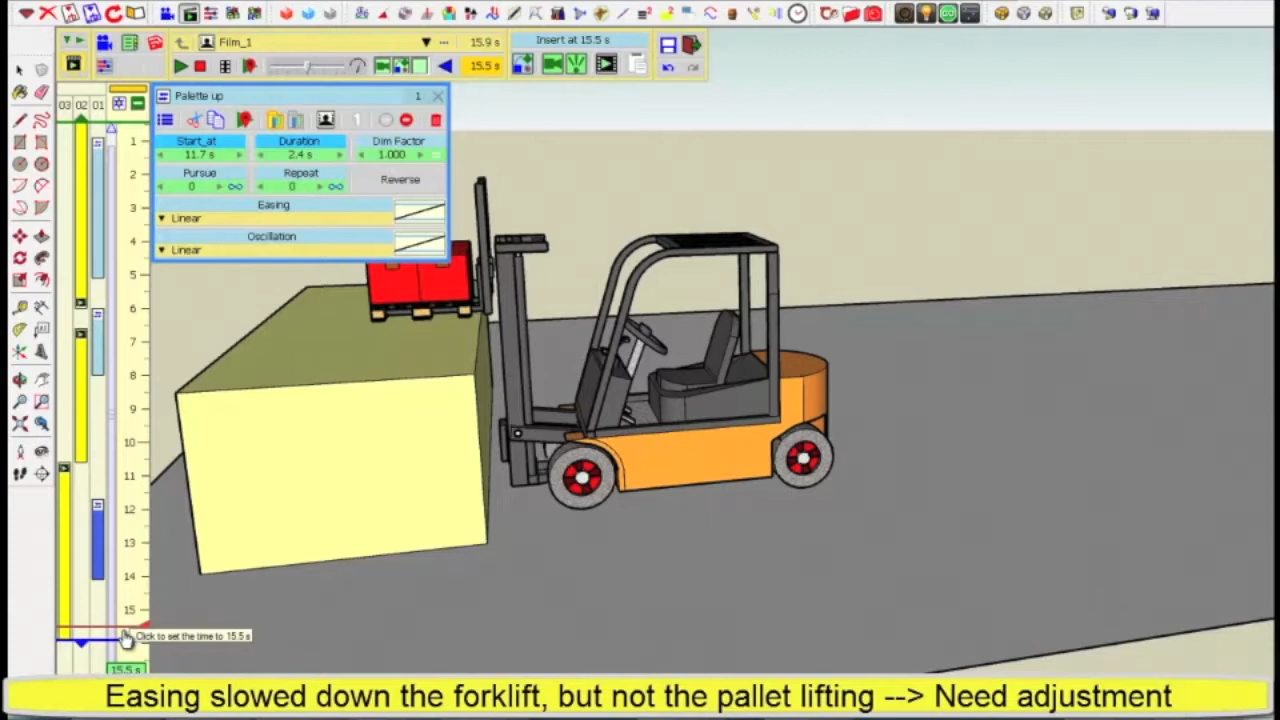 Film_1
15.9 s
Insert at 15.5 s
15.5 s
Palette up
1
03 02 01
1
Start_at
Duration
Dim Factor
11.7 s
2.4 s
1.000
Pursue
Repeat
Reverse
0
0
Easing
Linear
Oscillation
Linear
1
2
3
4
5
6
7
8
9
10
11
12
13
14
15
Click to set the time to 15.5 s
15.5 s
Easing slowed down the forklift, but not the pallet lifting --> Need adjustment